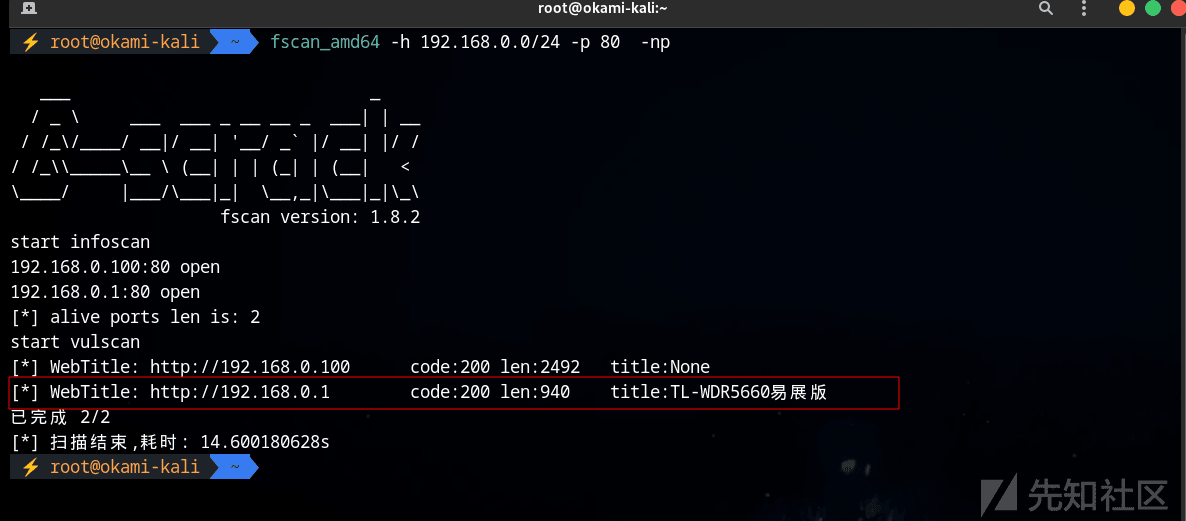 root@okami-kali:~
⚡ root@okami-kali ~ fscan_amd64 -h 192.168.0.0/24 -p 80 -np
   ___                              _
  / _ \     ___  ___ _ __ __ _  ___| | __
 / /_\/____/ __|/ __| '__/ _` |/ __| |/ /
/ /_\\_____\__ \ (__| | | (_| | (__|   <
\____/     |___/\___|_|  \__,_|\___|_|\_\
                     fscan version: 1.8.2
start infoscan
192.168.0.100:80 open
192.168.0.1:80 open
[*] alive ports len is: 2
start vulscan
[*] WebTitle: http://192.168.0.100      code:200 len:2492   title:None
[*] WebTitle: http://192.168.0.1        code:200 len:940    title:TL-WDR5660易展版
已完成 2/2
[*] 扫描结束,耗时: 14.600180628s
⚡ root@okami-kali ~
先知社区